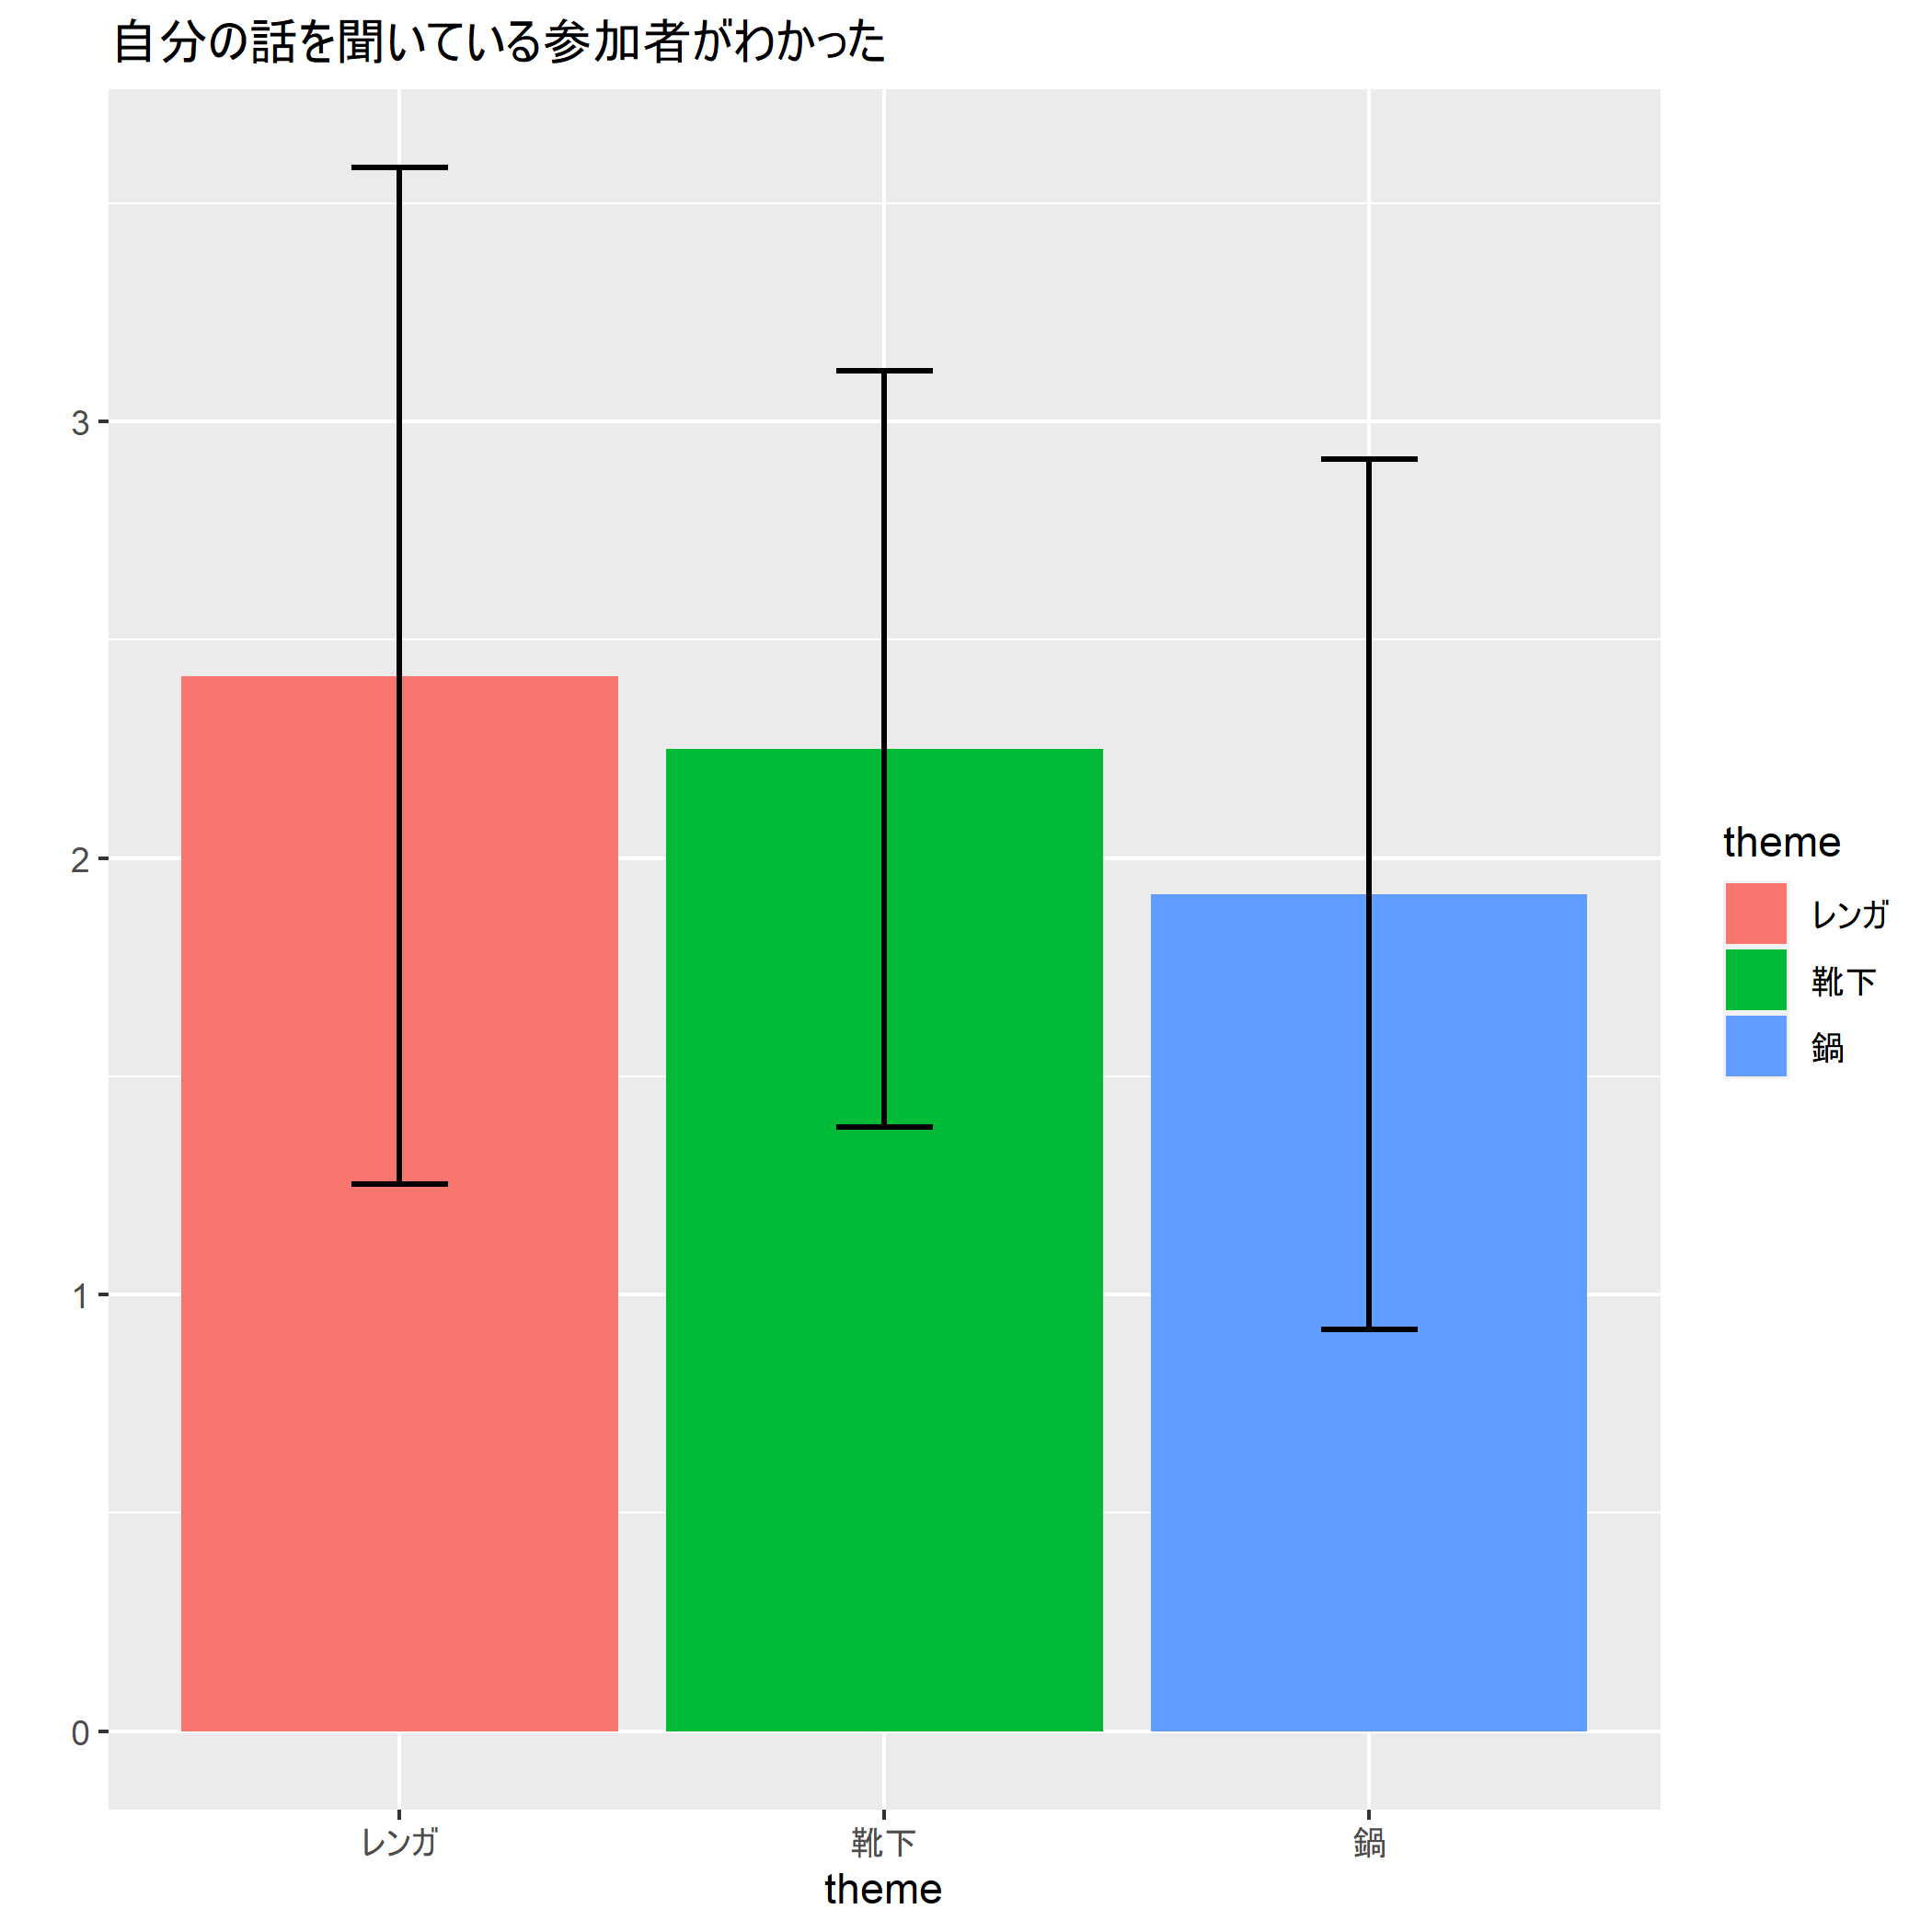 自分の話を聞いている参加者がわかった
3
2
1
0
レンガ
靴下
鍋
theme
theme
レンガ
靴下
鍋